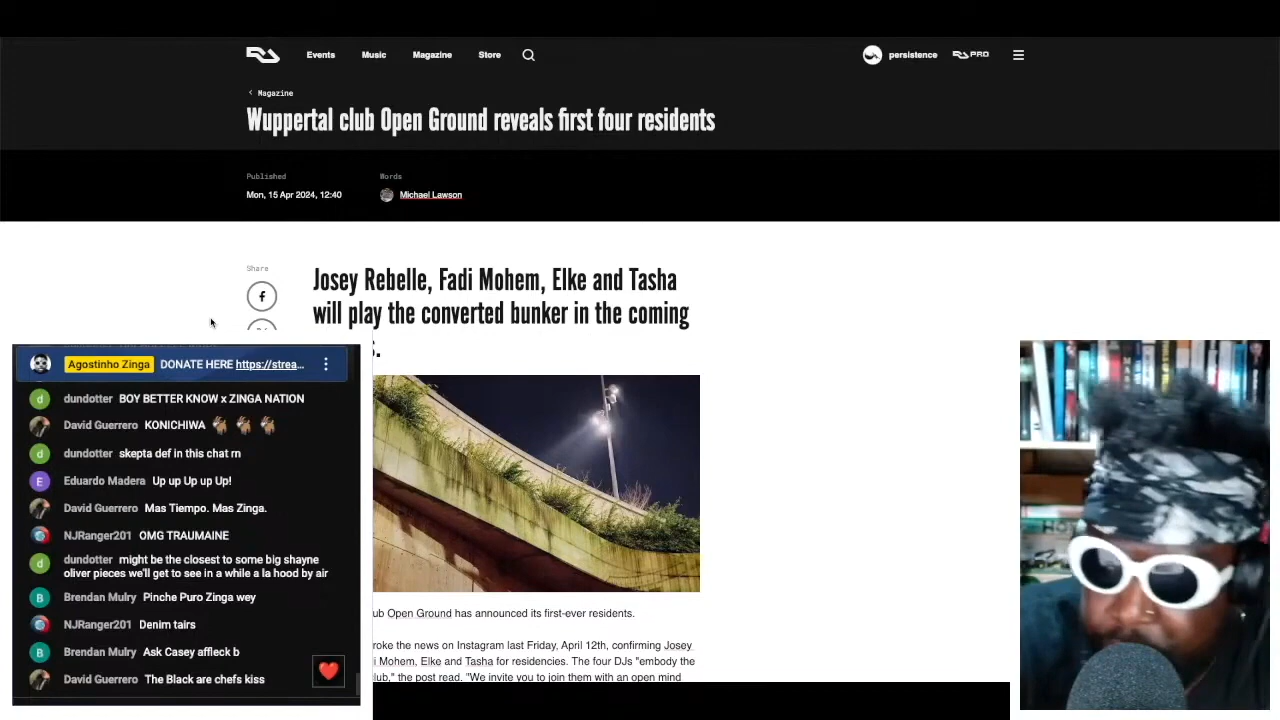 Events Music Magazine Store
persistence
PRO
Magazine
Wuppertal club Open Ground reveals first four residents
Published
Words
Mon, 15 Apr 2024, 12:40
Michael Lawson
Share
Josey Rebelle, Fadi Mohem, Elke and Tasha
will play the converted bunker in the coming
s.
Agostinho Zinga DONATE HERE https://strea...
dundotter BOY BETTER KNOW x ZINGA NATION
David Guerrero KONICHIWA
dundotter skepta def in this chat rn
Eduardo Madera Up up Up up Up!
David Guerrero Mas Tiempo. Mas Zinga.
NJRanger201 OMG TRAUMAINE
dundotter might be the closest to some big shayne
oliver pieces we'll get to see in a while a la hood by air
Brendan Mulry Pinche Puro Zinga wey
NJRanger201 Denim tairs
Brendan Mulry Ask Casey affleck b
David Guerrero The Black are chefs kiss
ub Open Ground has announced its first-ever residents.
roke the news on Instagram last Friday, April 12th, confirming Josey
i Mohem, Elke and Tasha for residencies. The four DJs "embody the
lub," the post read. "We invite you to join them with an open mind